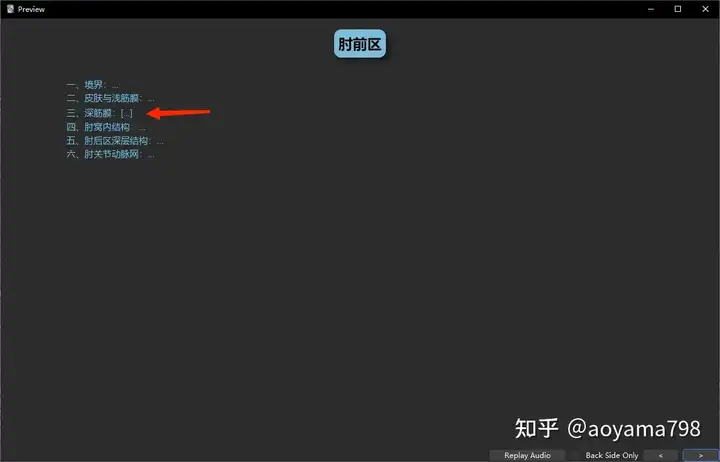 Preview
肘前区
一、境界：...
二、皮肤与浅筋膜：...
三、深筋膜：[...]
四、肘窝内结构：...
五、肘后区深层结构：...
六、肘关节动脉网：...
知乎 @aoyama798
Replay Audio
Back Side Only
<
>